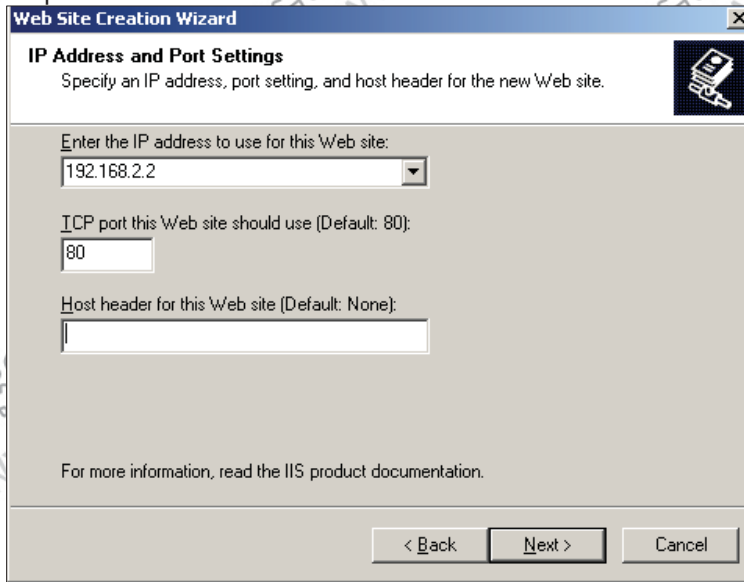 Web Site Creation Wizard
IP Address and Port Settings
Specify an IP address, port setting, and host header for the new Web site.
Enter the IP address to use for this Web site:
192.168.2.2
TCP port this Web site should use (Default: 80):
80
Host header for this Web site (Default: None):
For more information, read the IIS product documentation.
< Back
Next >
Cancel